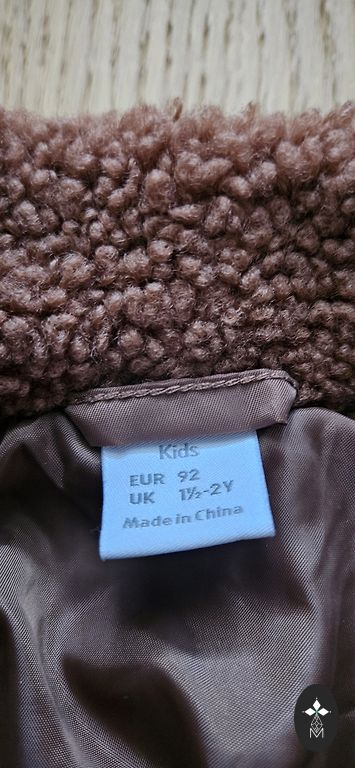 Kids
EUR 92
UK 1½-2Y
Made in China
M